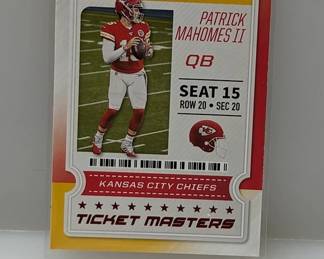 PATRICK
MAHOMES II
QB
SEAT 15
ROW 20 • SEC 20
KANSAS CITY CHIEFS
TICKET MASTERS